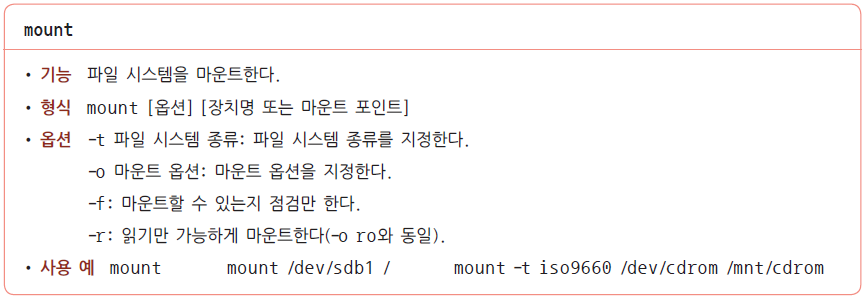 mount
• 기능 파일 시스템을 마운트한다.
• 형식 mount [옵션] [장치명 또는 마운트 포인트]
• 옵션 -t 파일 시스템 종류: 파일 시스템 종류를 지정한다.
-o 마운트 옵션: 마운트 옵션을 지정한다.
-f: 마운트할 수 있는지 점검만 한다.
-r: 읽기만 가능하게 마운트한다(-o ro와 동일).
• 사용 예 mount mount /dev/sdb1 / mount -t iso9660 /dev/cdrom /mnt/cdrom